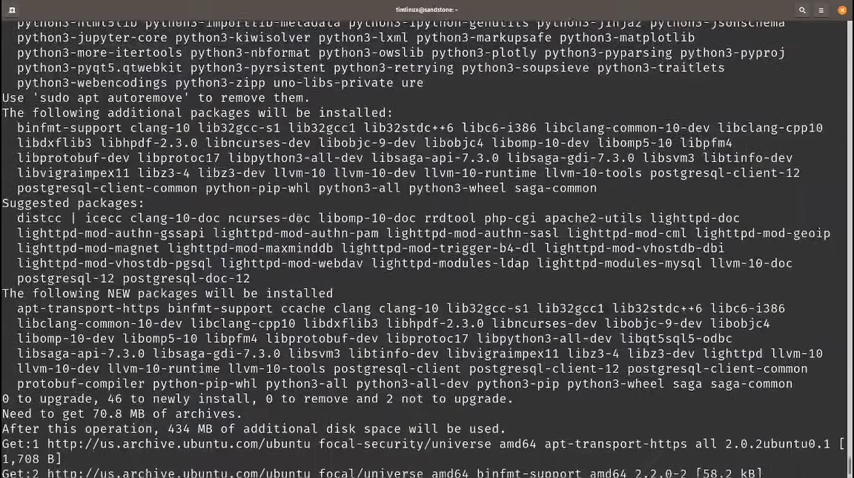 timlinux@sandstone: ~
python3-html5lib python3-importlib-metadata python3-ipython-genutils python3-jinja2 python3-jsonschema
python3-jupyter-core python3-kiwisolver python3-lxml python3-markupsafe python3-matplotlib
python3-more-itertools python3-nbformat python3-owslib python3-plotly python3-pyparsing python3-pyproj
python3-pyqt5.qtwebkit python3-pyrsistent python3-retrying python3-soupsieve python3-traitlets
python3-webencodings python3-zipp uno-libs-private ure
Use 'sudo apt autoremove' to remove them.
The following additional packages will be installed:
binfmt-support clang-10 lib32gcc-s1 lib32gcc1 lib32stdc++6 libc6-i386 libclang-common-10-dev libclang-cpp10
libdxflib3 libhpdf-2.3.0 libncurses-dev libobjc-9-dev libobjc4 libomp-10-dev libomp5-10 libpfm4
libprotobuf-dev libprotoc17 libpython3-all-dev libsaga-api-7.3.0 libsaga-gdi-7.3.0 libsvm3 libtinfo-dev
libvigraimpex11 libz3-4 libz3-dev llvm-10 llvm-10-dev llvm-10-runtime llvm-10-tools postgresql-client-12
postgresql-client-common python-pip-whl python3-all python3-wheel saga-common
Suggested packages:
distcc | icecc clang-10-doc ncurses-doc libomp-10-doc rrdtool php-cgi apache2-utils lighttpd-doc
lighttpd-mod-authn-gssapi lighttpd-mod-authn-pam lighttpd-mod-authn-sasl lighttpd-mod-cml lighttpd-mod-geoip
lighttpd-mod-magnet lighttpd-mod-maxminddb lighttpd-mod-trigger-b4-dl lighttpd-mod-vhostdb-dbi
lighttpd-mod-vhostdb-pgsql lighttpd-mod-webdav lighttpd-modules-ldap lighttpd-modules-mysql llvm-10-doc
postgresql-12 postgresql-doc-12
The following NEW packages will be installed
apt-transport-https binfmt-support ccache clang clang-10 lib32gcc-s1 lib32gcc1 lib32stdc++6 libc6-i386
libclang-common-10-dev libclang-cpp10 libdxflib3 libhpdf-2.3.0 libncurses-dev libobjc-9-dev libobjc4
libomp-10-dev libomp5-10 libpfm4 libprotobuf-dev libprotoc17 libpython3-all-dev libqt5sql5-odbc
libsaga-api-7.3.0 libsaga-gdi-7.3.0 libsvm3 libtinfo-dev libvigraimpex11 libz3-4 libz3-dev lighttpd llvm-10
llvm-10-dev llvm-10-runtime llvm-10-tools postgresql-client postgresql-client-12 postgresql-client-common
protobuf-compiler python-pip-whl python3-all python3-all-dev python3-pip python3-wheel saga saga-common
0 to upgrade, 46 to newly install, 0 to remove and 2 not to upgrade.
Need to get 70.8 MB of archives.
After this operation, 434 MB of additional disk space will be used.
Get:1 http://us.archive.ubuntu.com/ubuntu focal-security/universe amd64 apt-transport-https all 2.0.2ubuntu0.1 [
1,708 B]
Get:2 http://us.archive.ubuntu.com/ubuntu focal/universe amd64 binfmt-support amd64 2.2.0-2 [58.2 kB]